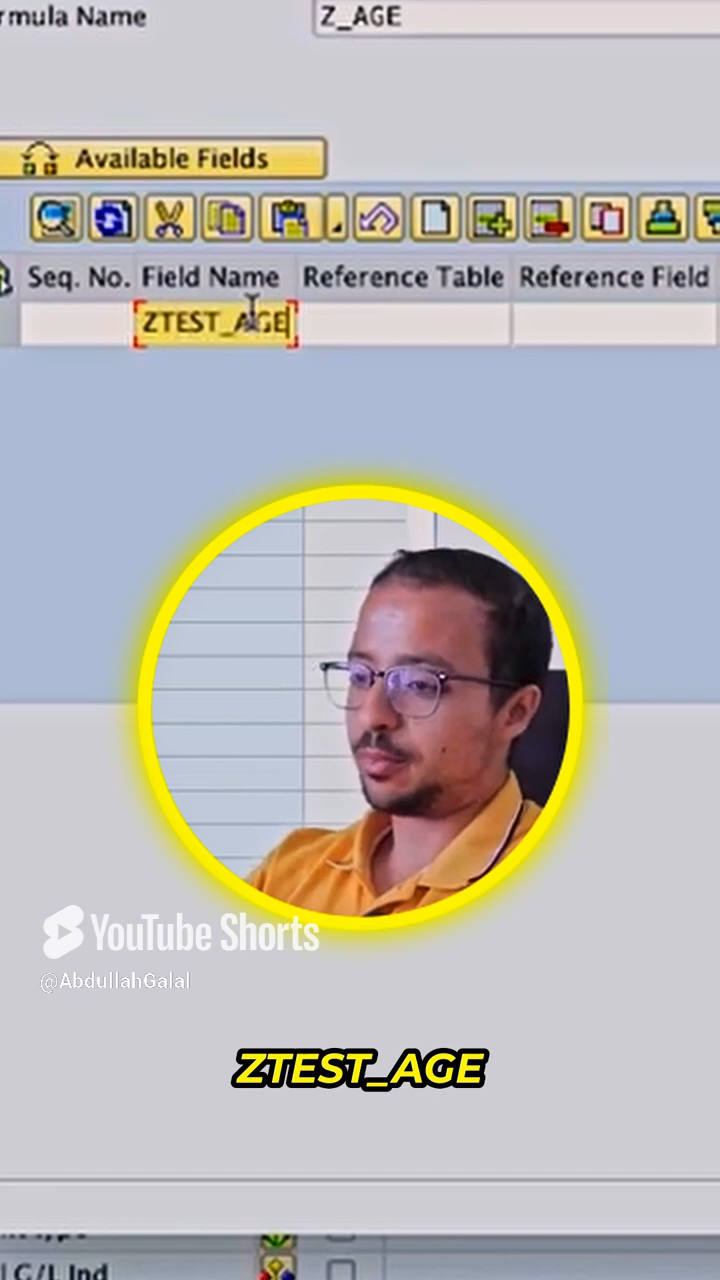 rmula Name
Z_AGE
Available Fields
Seq. No. Field Name Reference Table Reference Field
ZTEST_AGE
YouTube Shorts
@AbdullahGalal
ZTEST_AGE
G/L Ind